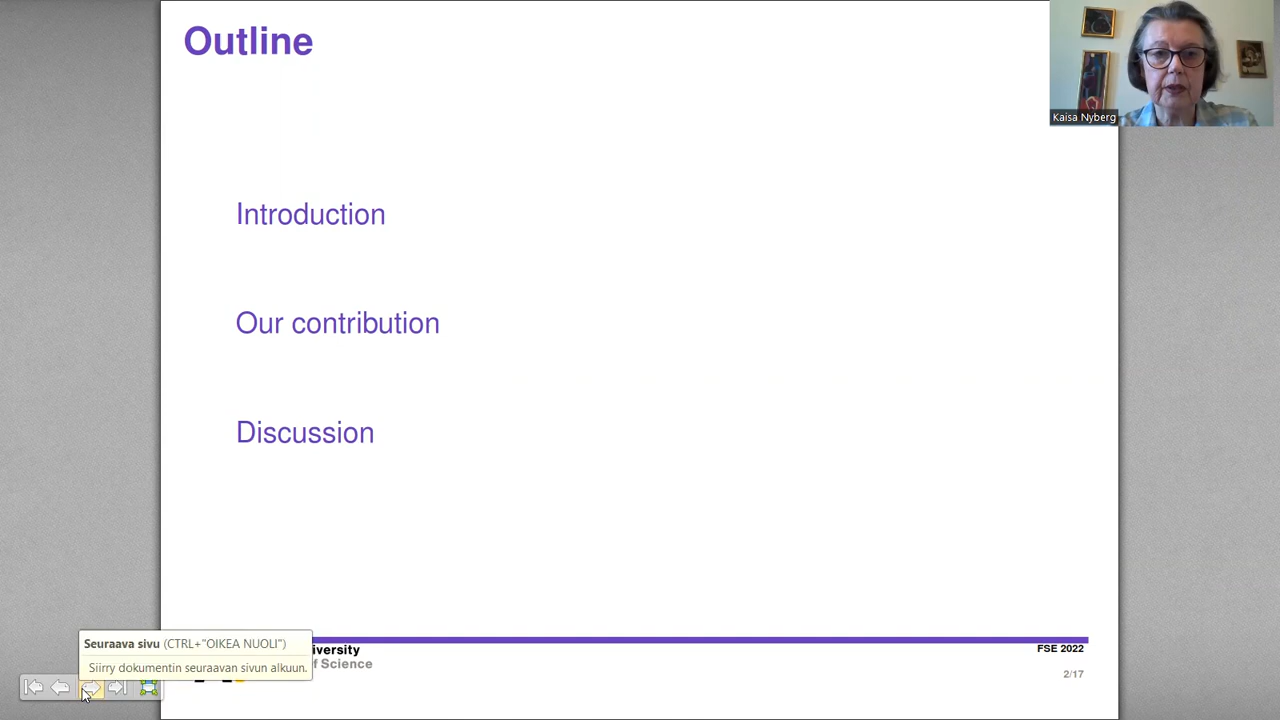 Outline
Kaisa Nyberg
Introduction
Our contribution
Discussion
Seuraava sivu (CTRL+"OIKEA NUOLI")
Siirry dokumentin seuraavan sivun alkuun.
iversity
f Science
FSE 2022
2/17